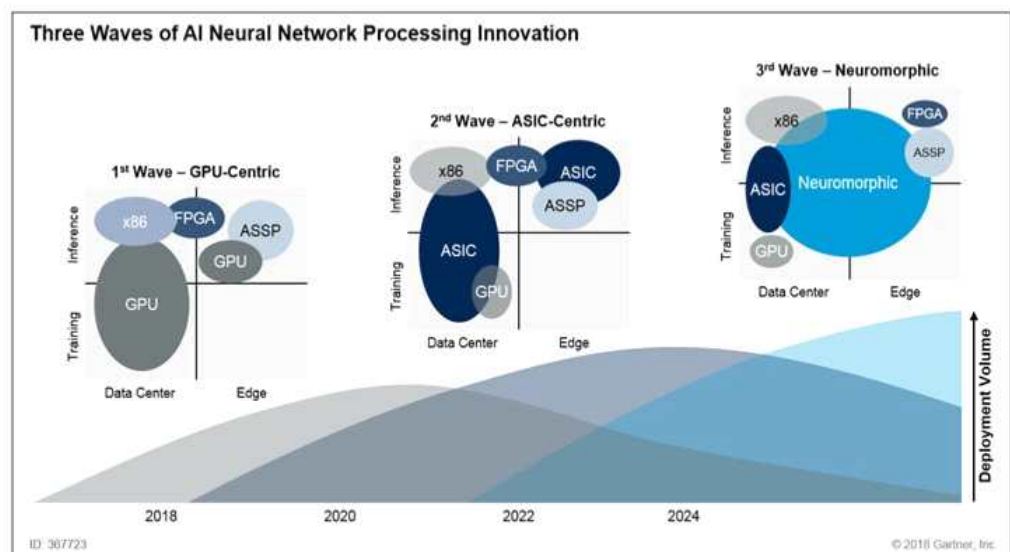 Three Waves of AI Neural Network Processing Innovation
1st Wave – GPU-Centric
Inference
Training
x86
FPGA
ASSP
GPU
GPU
Data Center
Edge
2nd Wave – ASIC-Centric
Inference
Training
x86
FPGA
ASIC
ASSP
ASIC
GPU
Data Center
Edge
3rd Wave – Neuromorphic
Inference
Training
x86
FPGA
ASSP
ASIC
Neuromorphic
GPU
Data Center
Edge
Deployment Volume
2018
2020
2022
2024
ID: 367723
© 2018 Gartner, Inc.